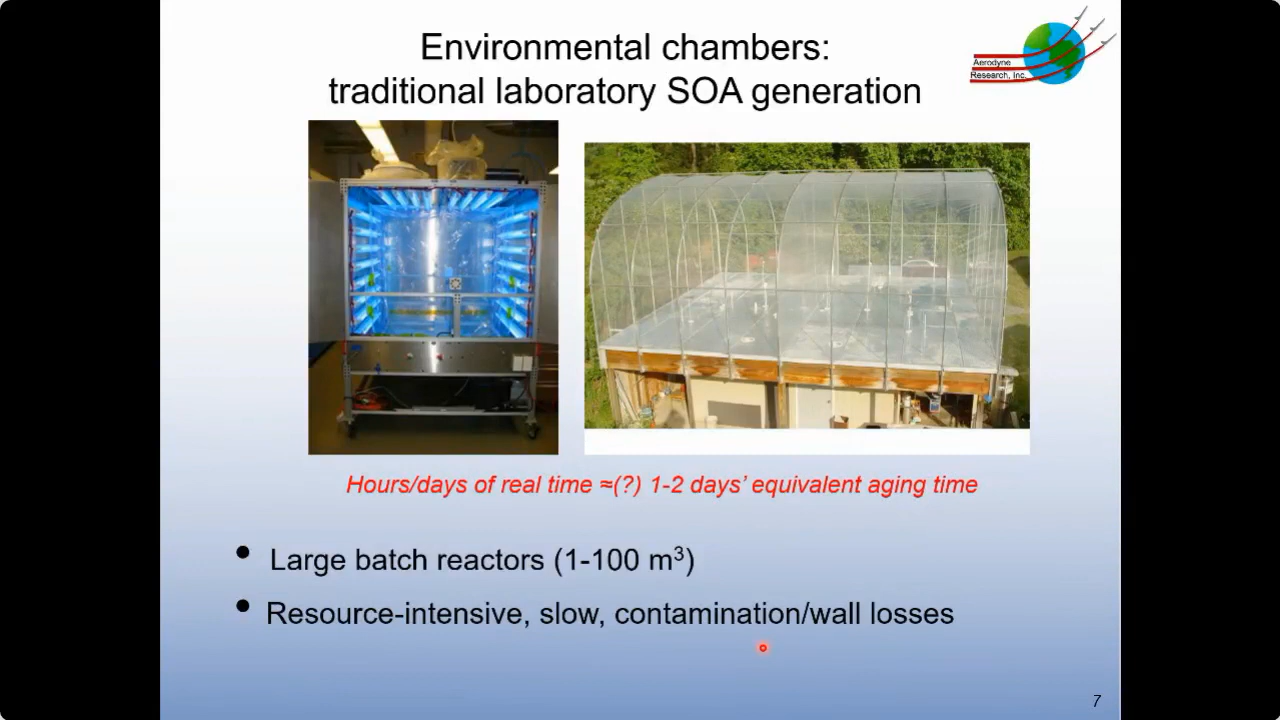 Environmental chambers:
traditional laboratory SOA generation
Aerodyne
Research, Inc.
Hours/days of real time ≈(?) 1-2 days’ equivalent aging time
• Large batch reactors (1-100 m³)
• Resource-intensive, slow, contamination/wall losses
7